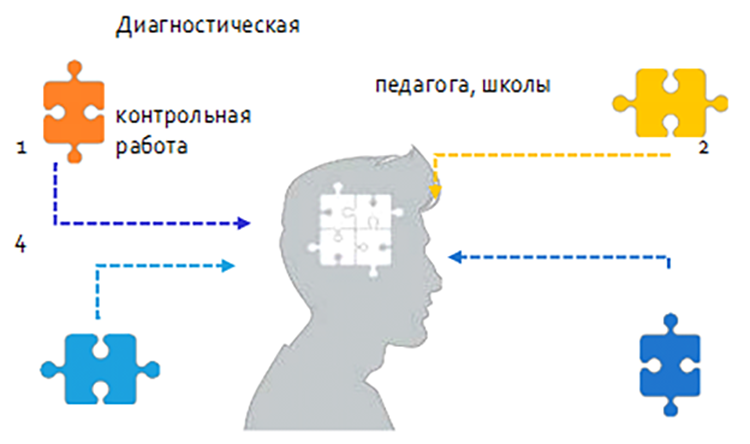 Диагностическая
педагога, школы
контрольная
работа
1
2
4